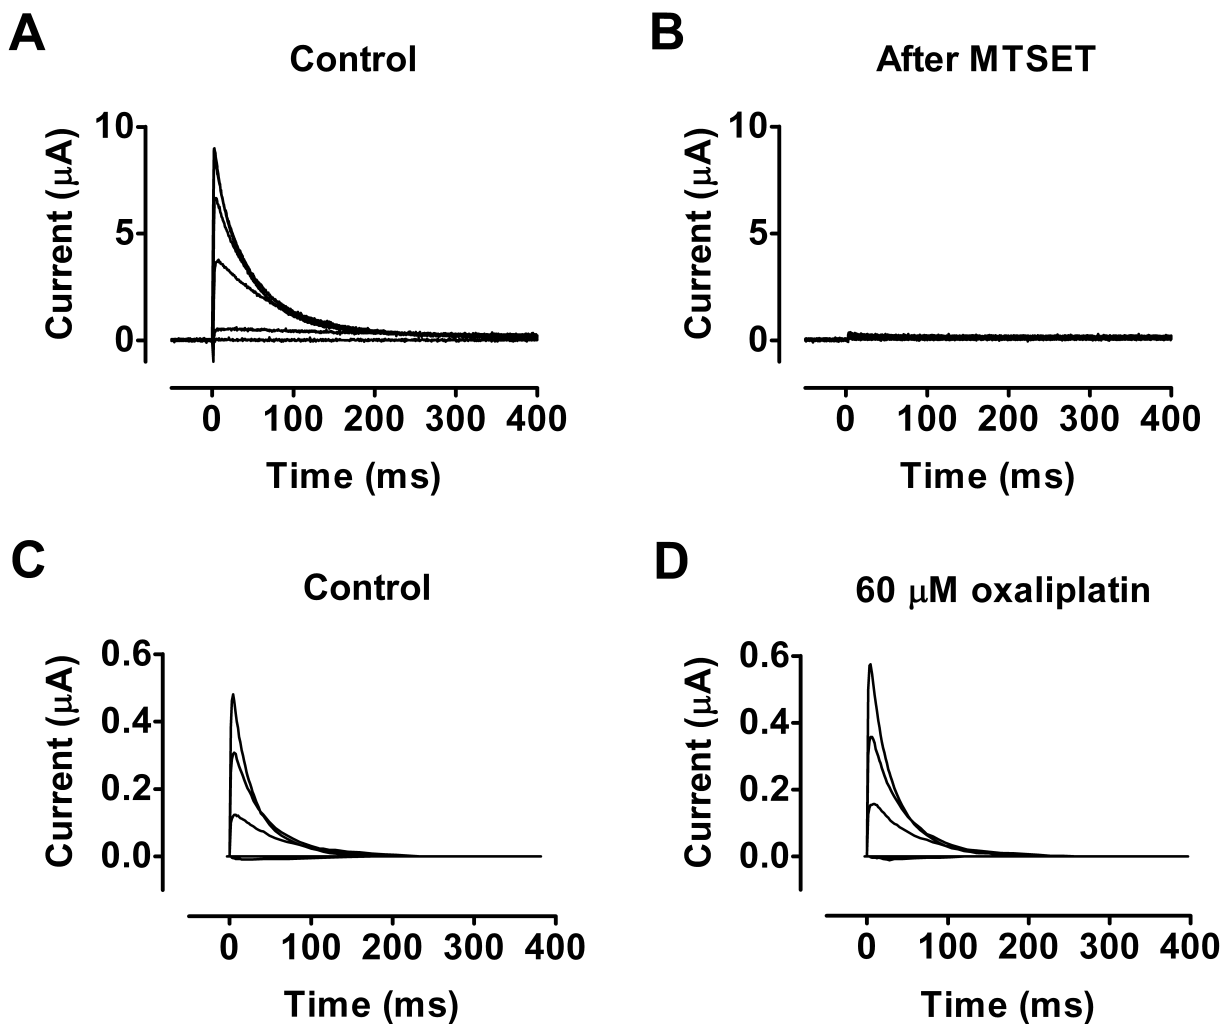 A
Control
Current (μA)
10
5
0
0 100 200 300 400
Time (ms)
B
After MTSET
Current (μA)
10
5
0
0 100 200 300 400
Time (ms)
C
Control
Current (μA)
0.6
0.4
0.2
0.0
0 100 200 300 400
Time (ms)
D
60 μM oxaliplatin
Current (μA)
0.6
0.4
0.2
0.0
0 100 200 300 400
Time (ms)